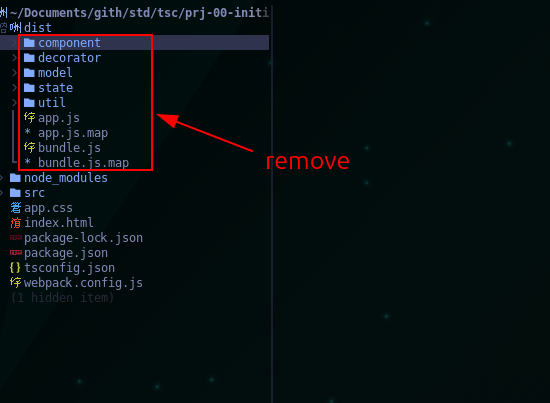 ~/Documents/gith/std/tsc/prj-00-initi
dist
component
decorator
model
state
util
app.js
* app.js.map
bundle.js
* bundle.js.map
node_modules
src
app.css
index.html
package-lock.json
package.json
{} tsconfig.json
webpack.config.js
(1 hidden item)
remove